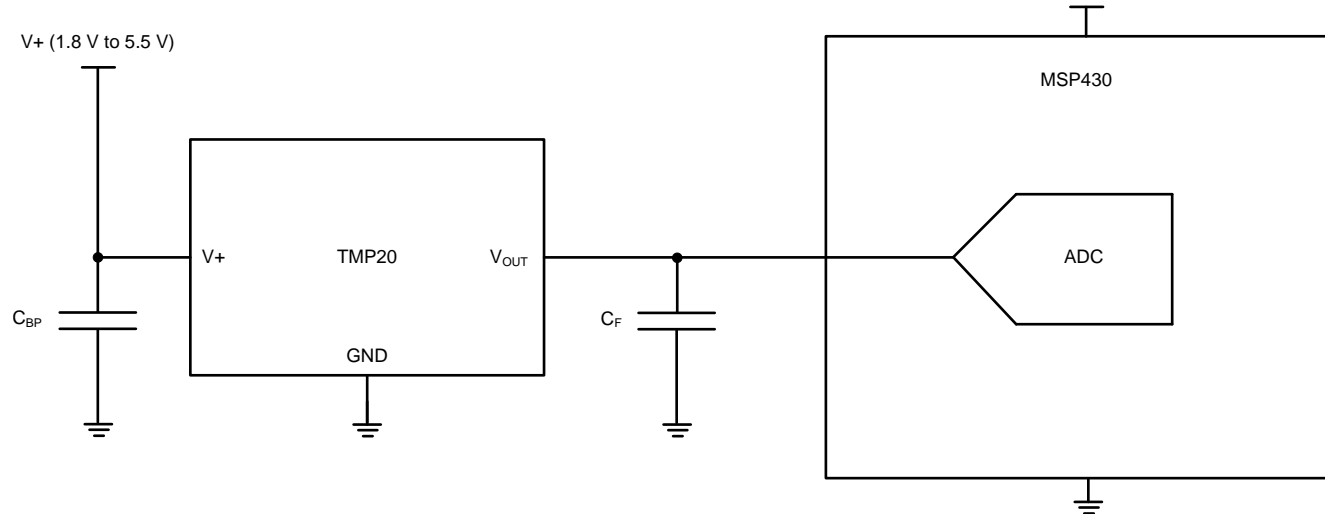 V+ (1.8 V to 5.5 V)
MSP430
V+
TMP20
VOUT
ADC
CBP
CF
GND